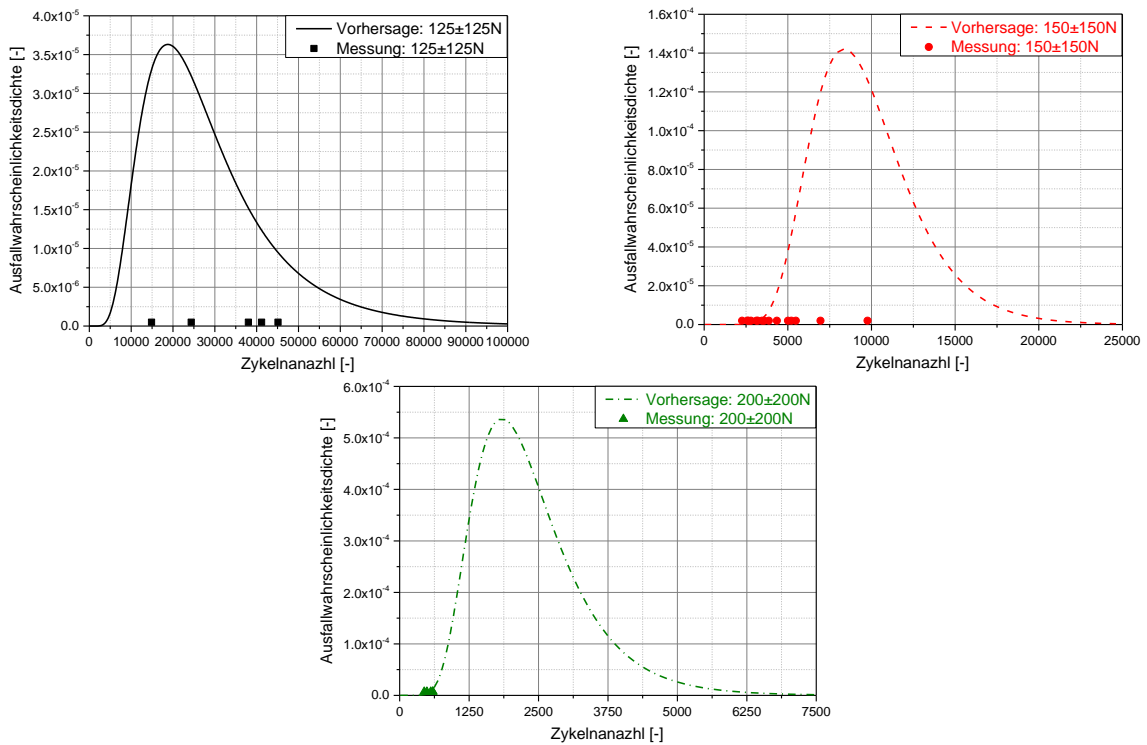 Ausfallwahrscheinlichkeitsdichte [-]
4.0x10⁻⁵
3.5x10⁻⁵
3.0x10⁻⁵
2.5x10⁻⁵
2.0x10⁻⁵
1.5x10⁻⁵
1.0x10⁻⁵
5.0x10⁻⁶
0.0
Vorhersage: 125±125N
Messung: 125±125N
0 10000 20000 30000 40000 50000 60000 70000 80000 90000 100000
Zykelnanazhl [-]
Ausfallwahrscheinlichkeitsdichte [-]
1.6x10⁻⁴
1.4x10⁻⁴
1.2x10⁻⁴
1.0x10⁻⁴
8.0x10⁻⁵
6.0x10⁻⁵
4.0x10⁻⁵
2.0x10⁻⁵
0.0
Vorhersage: 150±150N
Messung: 150±150N
0 5000 10000 15000 20000 25000
Zykelnanazhl [-]
Ausfallwahrscheinlichkeitsdichte [-]
6.0x10⁻⁴
5.0x10⁻⁴
4.0x10⁻⁴
3.0x10⁻⁴
2.0x10⁻⁴
1.0x10⁻⁴
0.0
Vorhersage: 200±200N
Messung: 200±200N
0 1250 2500 3750 5000 6250 7500
Zykelnanazhl [-]